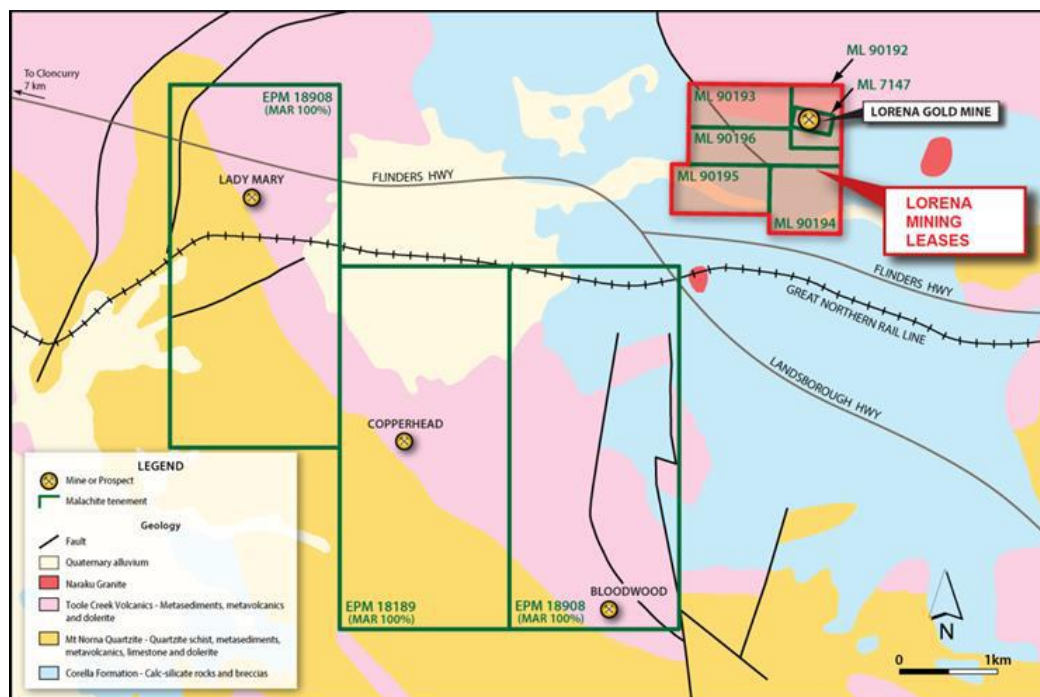 To Cloncurry
7 km
EPM 18908
(MAR 100%)
LADY MARY
FLINDERS HWY
ML 90192
ML 7147
ML 90193
LORENA GOLD MINE
ML 90196
ML 90195
ML 90194
LORENA
MINING
LEASES
FLINDERS HWY
GREAT NORTHERN RAIL LINE
LANDSBOROUGH HWY
COPPERHEAD
BLOODWOOD
EPM 18189
(MAR 100%)
EPM 18908
(MAR 100%)
LEGEND
Mine or Prospect
Malachite tenement
Geology
Fault
Quaternary alluvium
Naraku Granite
Toole Creek Volcanics - Metasediments, metavolcanics
and dolerite
Mt Norna Quartzite - Quartzite schist, metasediments,
metavolcanics, limestone and dolerite
Corella Formation - Calc-silicate rocks and breccias
N
0 1km